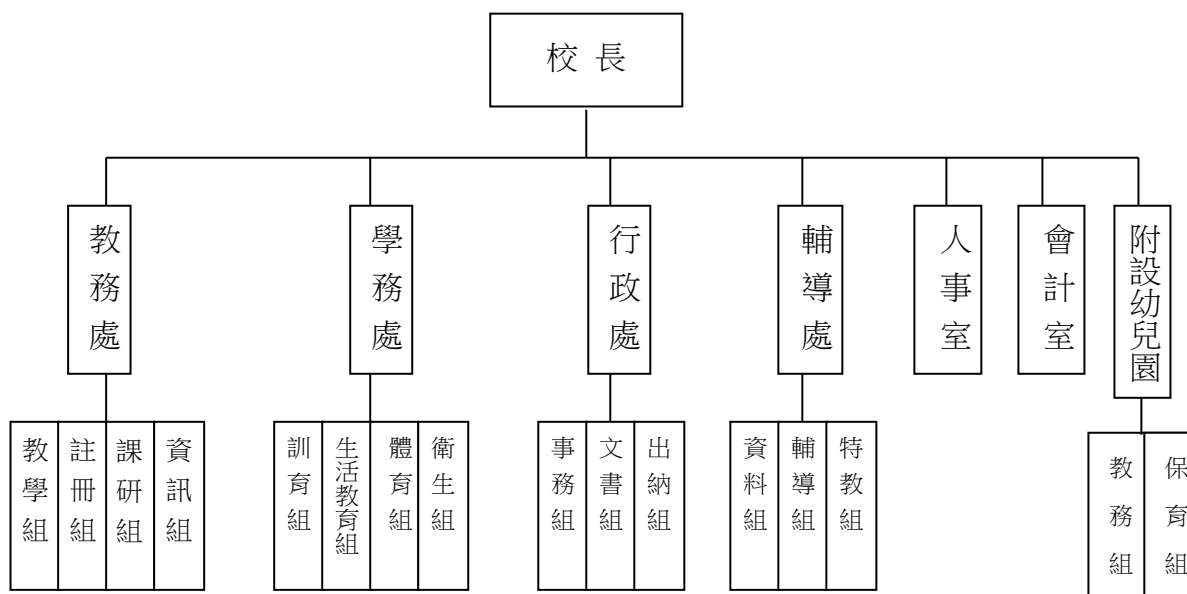 校長
教務處
學務處
行政處
輔導處
人事室
會計室
附設幼兒園
教學組
註冊組
課研組
資訊組
訓育組
生活教育組
體育組
衛生組
事務組
文書組
出納組
資料組
輔導組
特教組
教務組
保育組